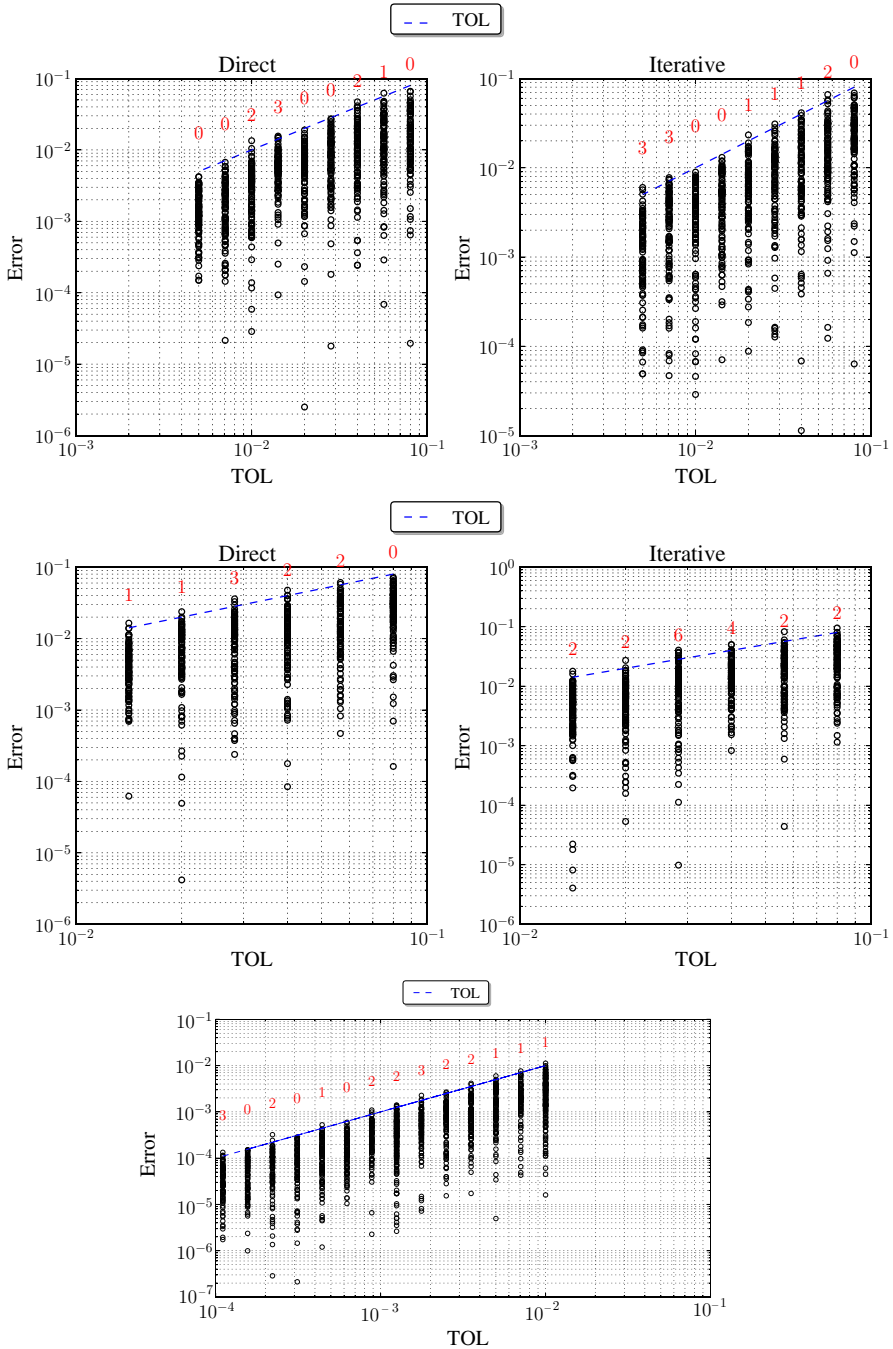 TOL
Direct
10^-1
10^-2
10^-3
10^-4
10^-5
10^-6
Error
0 0 2 3 0 0 2 1 0
10^-3 10^-2 10^-1
TOL
Iterative
10^-1
10^-2
10^-3
10^-4
10^-5
Error
3 3 0 0 1 1 1 2 0
10^-3 10^-2 10^-1
TOL
TOL
Direct
10^-1
10^-2
10^-3
10^-4
10^-5
10^-6
Error
1 1 3 2 2 0
10^-2 10^-1
TOL
Iterative
10^0
10^-1
10^-2
10^-3
10^-4
10^-5
10^-6
Error
2 2 6 4 2 2
10^-2 10^-1
TOL
TOL
10^-1
10^-2
10^-3
10^-4
10^-5
10^-6
10^-7
Error
3 0 2 0 1 0 2 2 3 2 2 1 1 1
10^-4 10^-3 10^-2 10^-1
TOL